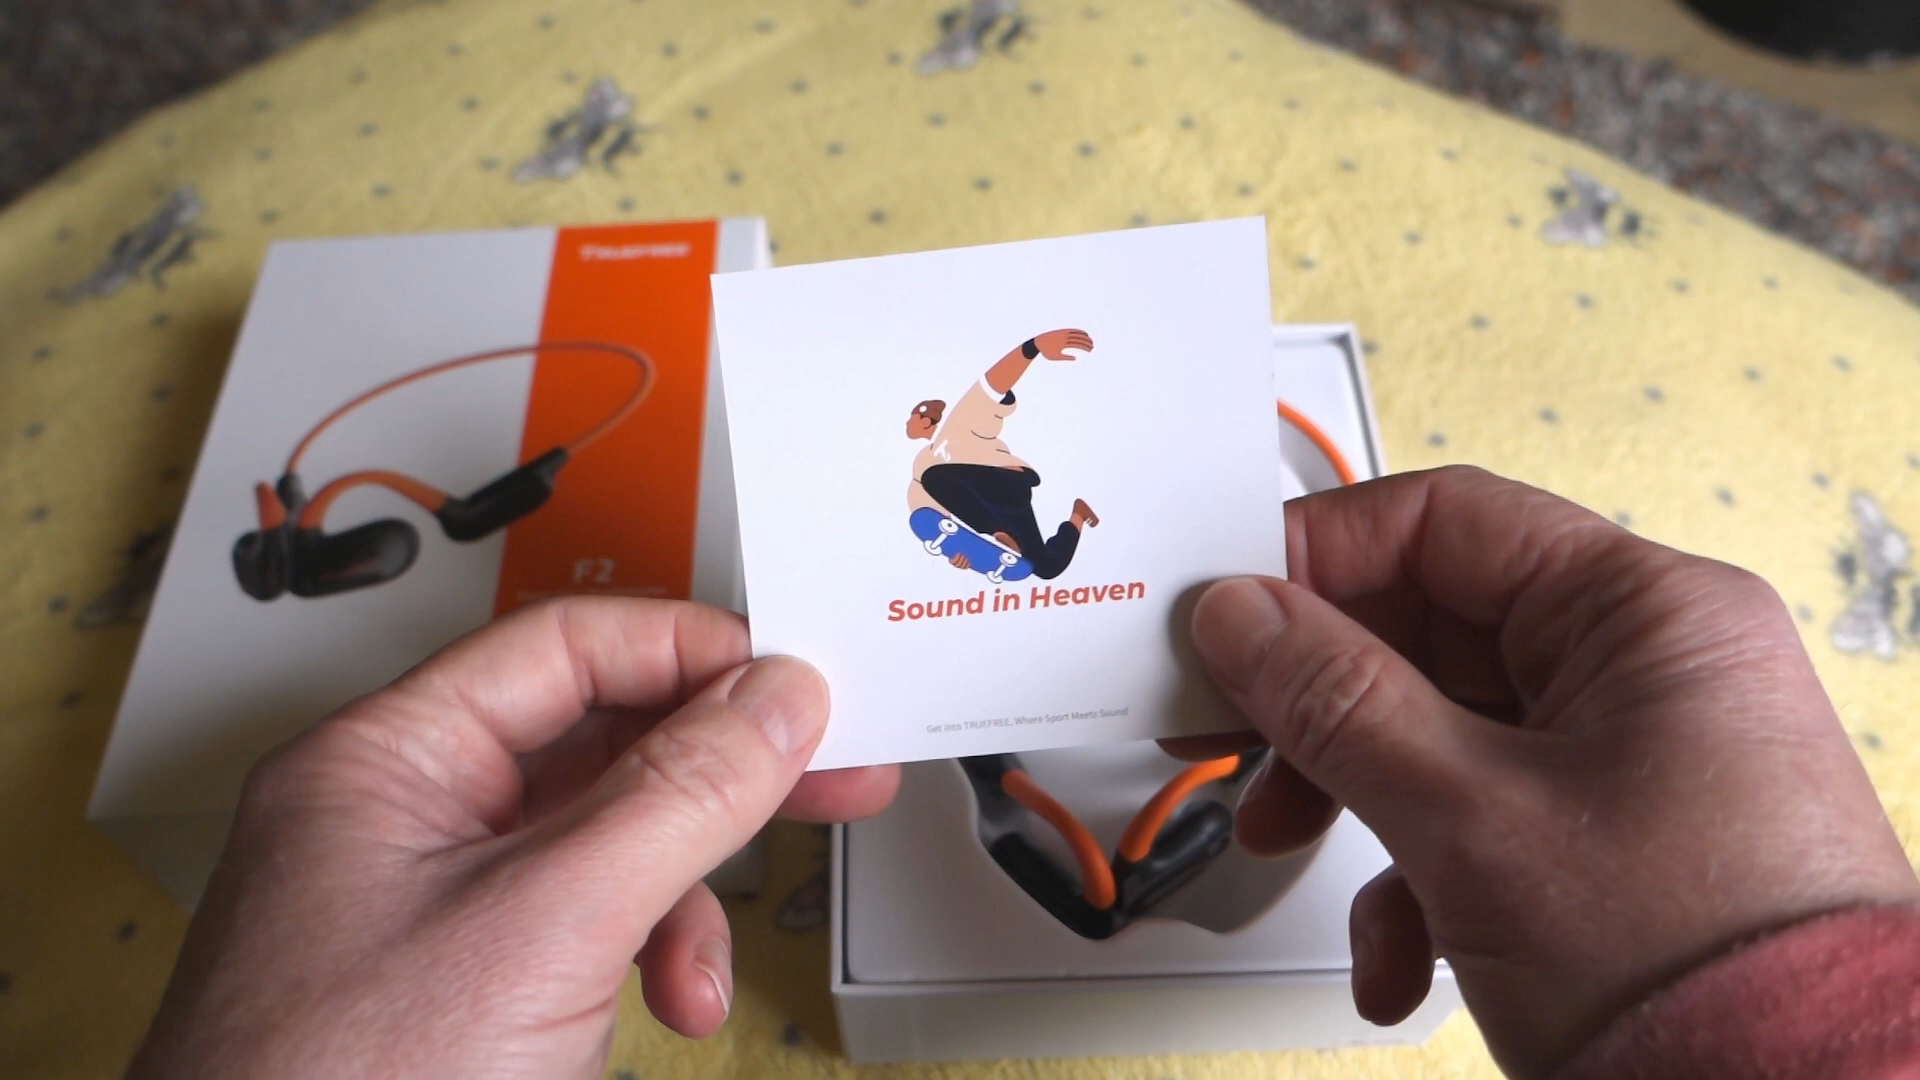 TRUEFREE
F2
Sound in Heaven
Get into TRUEFREE, Where Sport Meets Sound